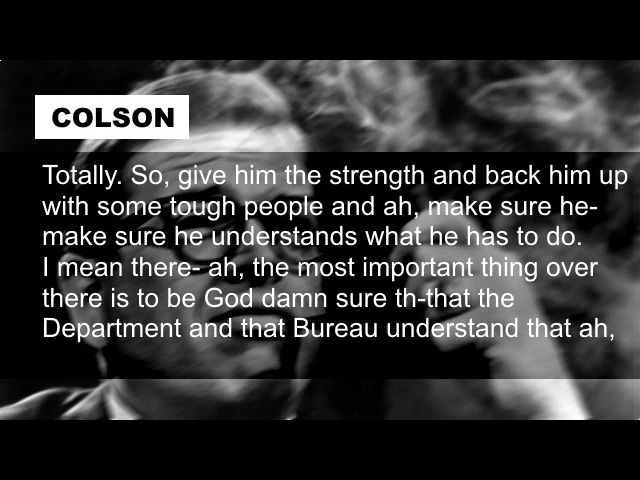 COLSON
Totally. So, give him the strength and back him up
with some tough people and ah, make sure he-
make sure he understands what he has to do.
I mean there- ah, the most important thing over
there is to be God damn sure th-that the
Department and that Bureau understand that ah,